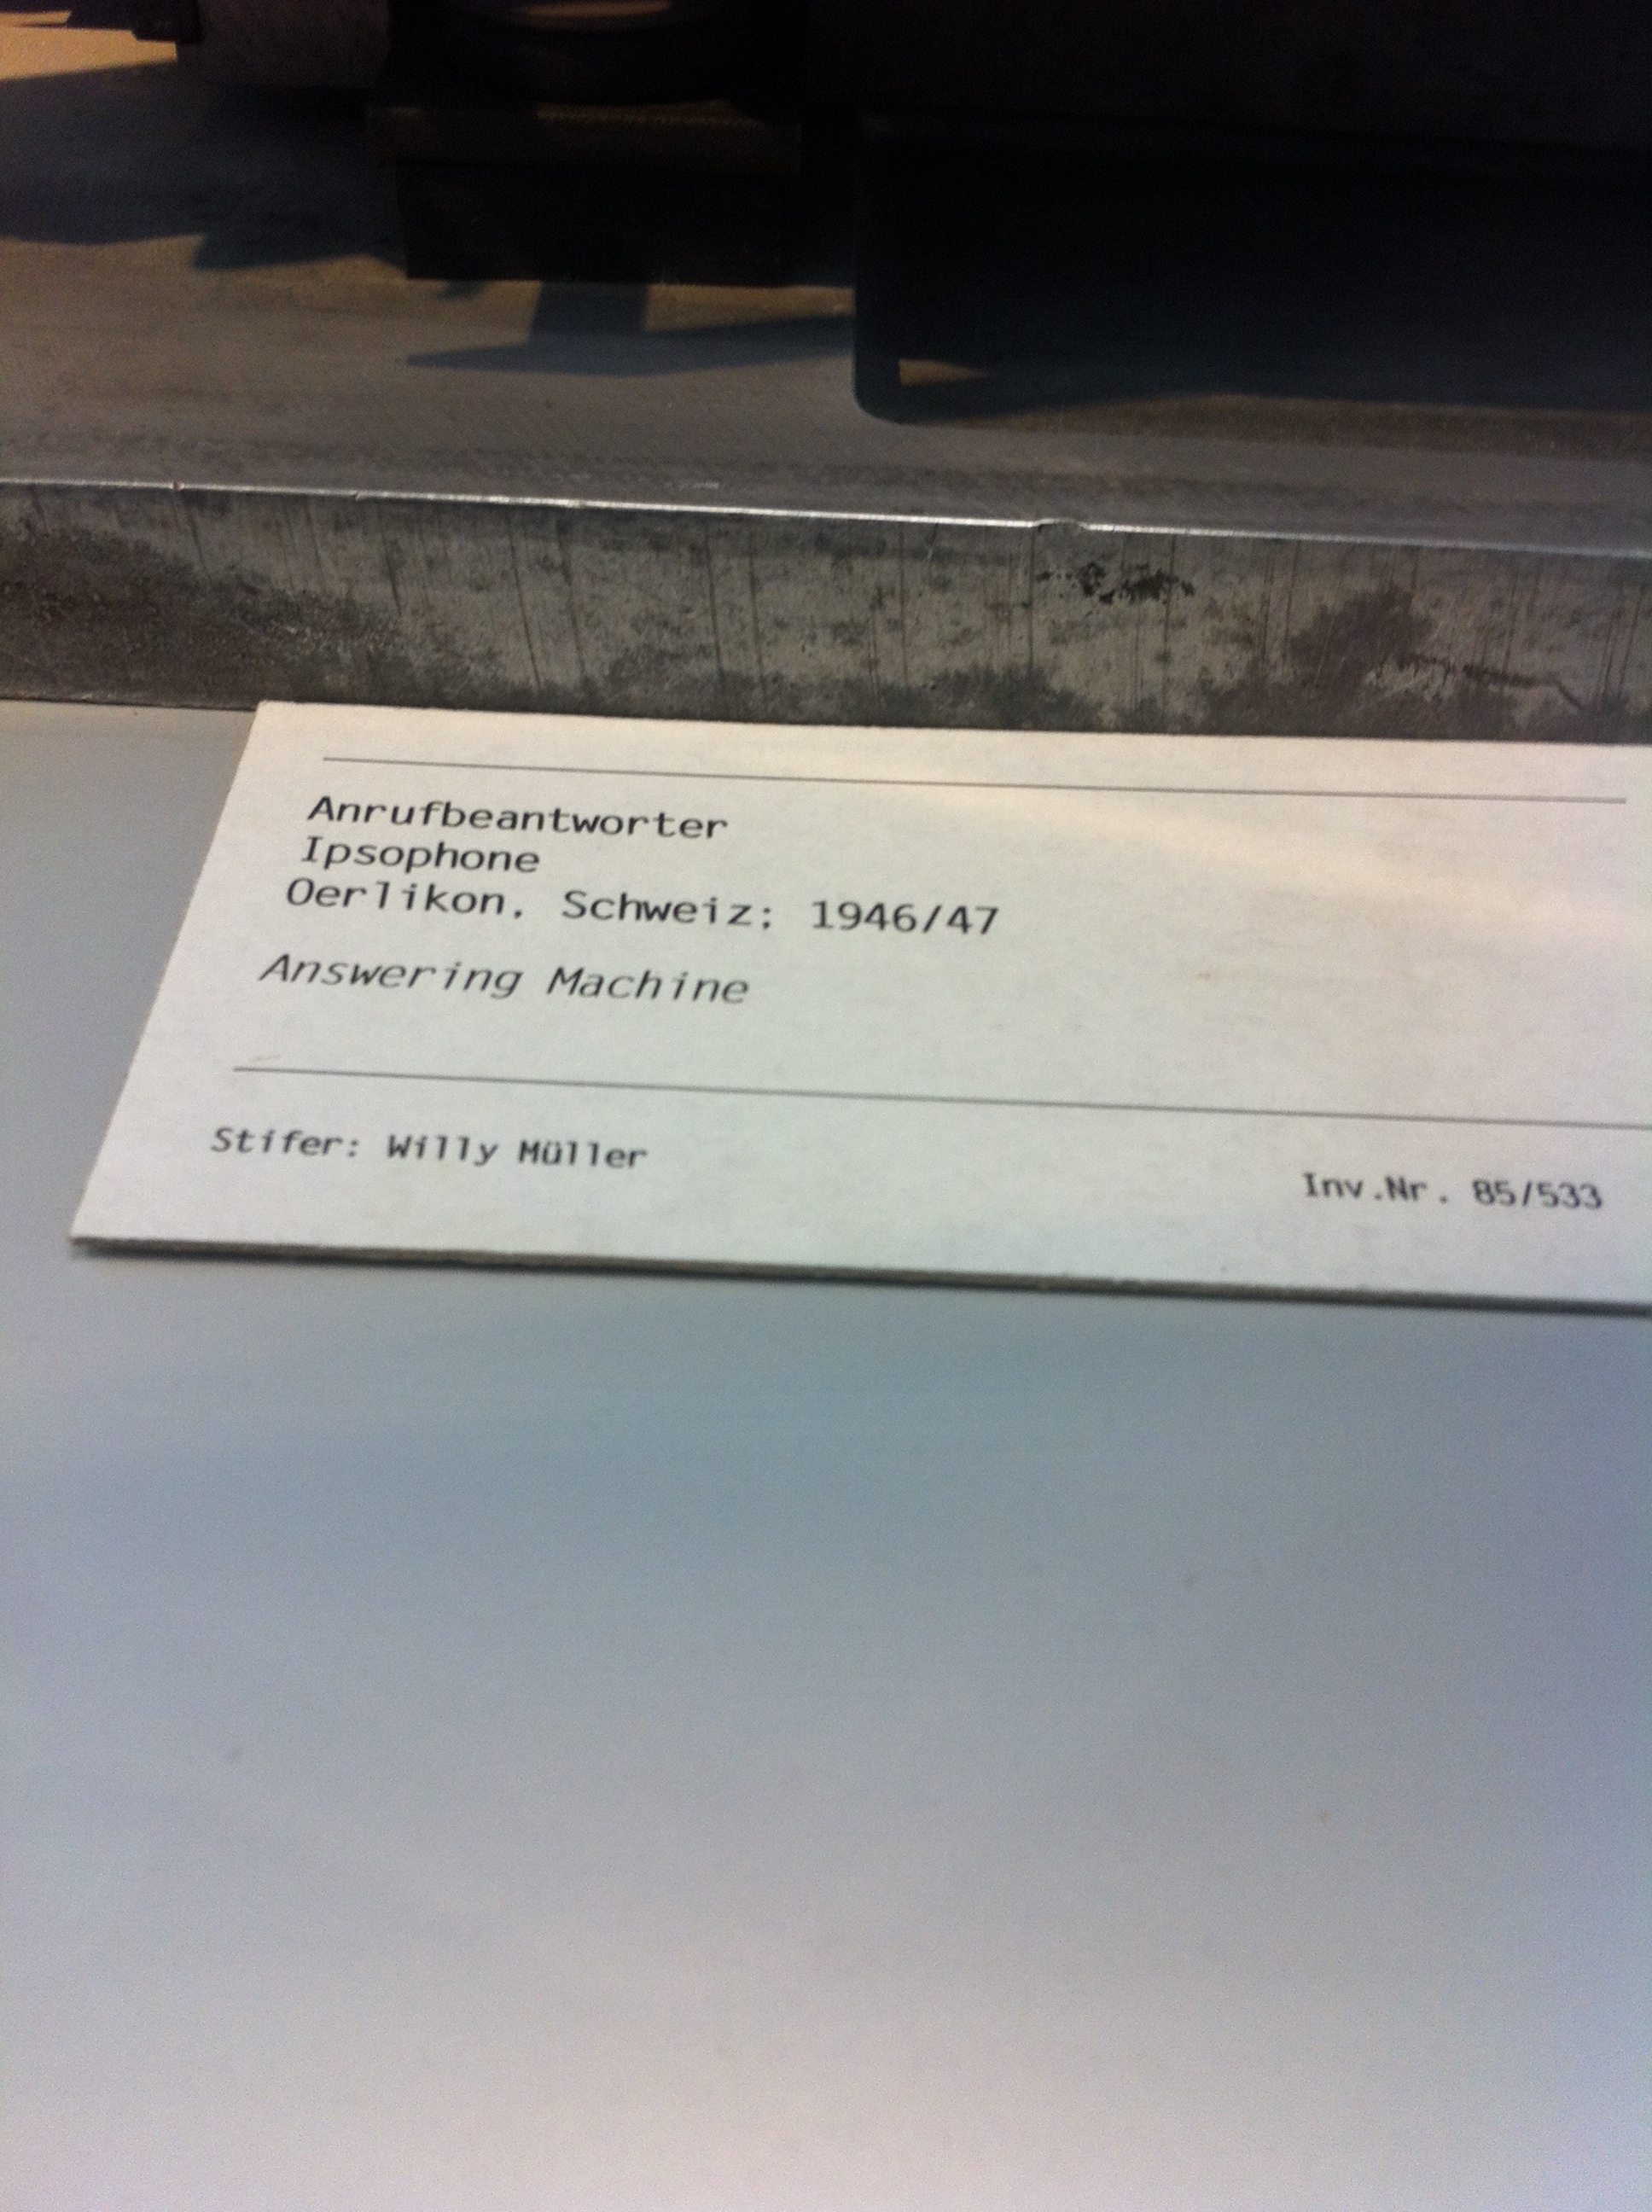 Anrufbeantworter
Ipsophone
Oerlikon, Schweiz; 1946/47
Answering Machine
Stifer: Willy Müller
Inv.Nr. 85/533